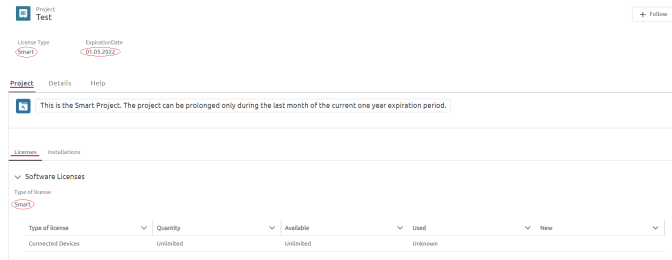 Project
Test
+ Follow
License Type ExpirationDate
Smart 01.05.2022
Project Details Help
This is the Smart Project. The project can be prolonged only during the last month of the current one year expiration period.
Licenses Installations
Software Licenses
Type of license
Smart
Type of license Quantity Available Used New
Connected Devices Unlimited Unlimited Unknown